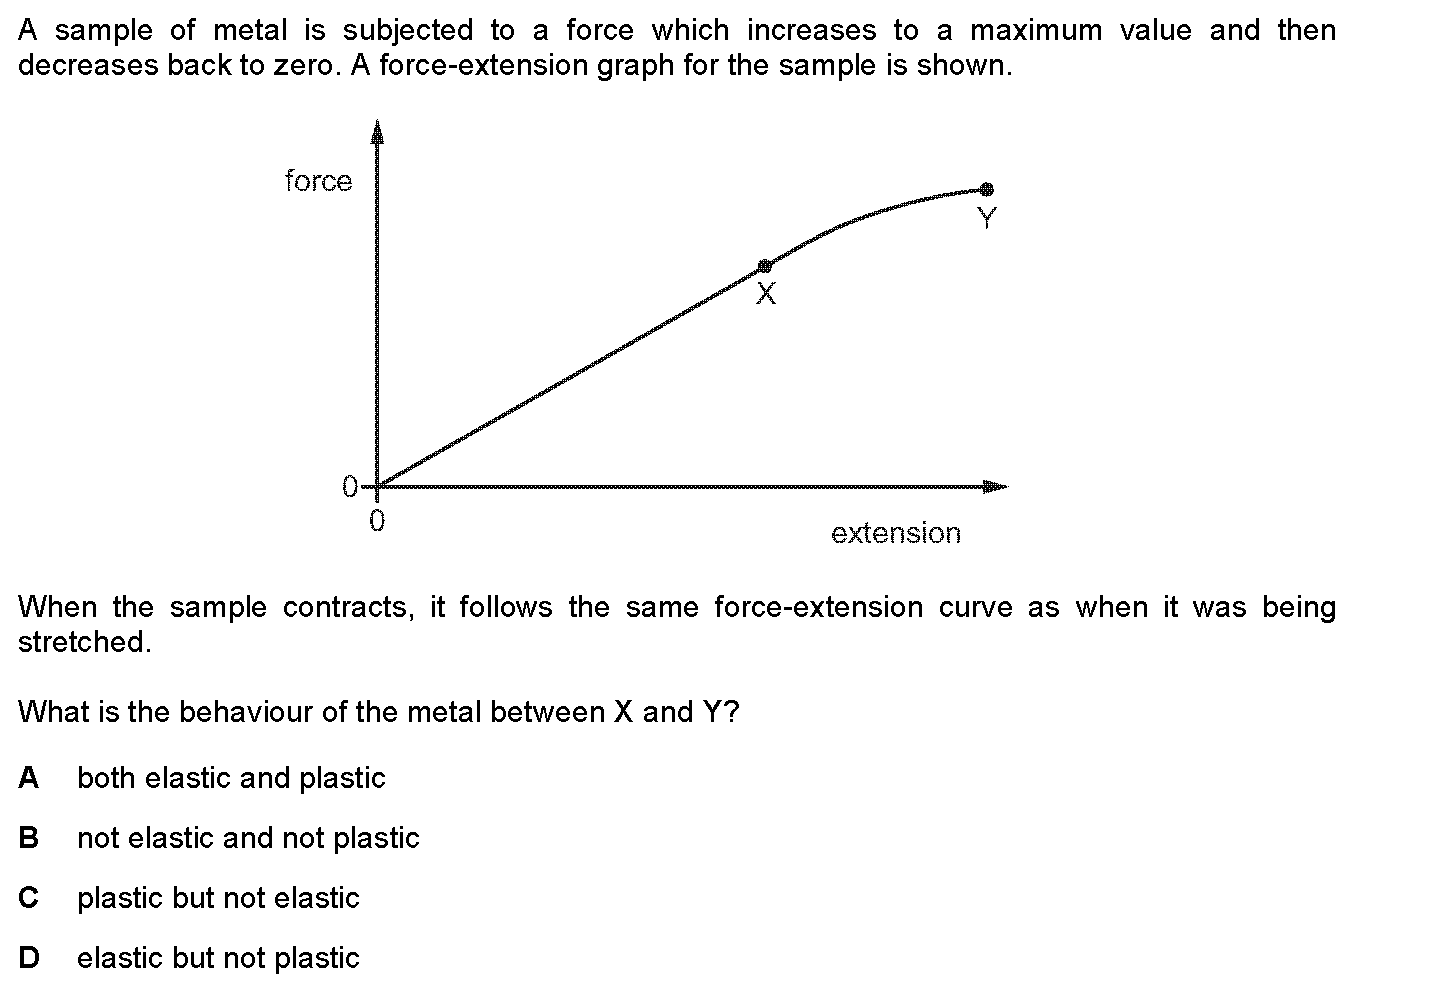 A sample of metal is subjected to a force which increases to a maximum value and then
decreases back to zero. A force-extension graph for the sample is shown.
force
Y
X
0
0
extension
When the sample contracts, it follows the same force-extension curve as when it was being
stretched.
What is the behaviour of the metal between X and Y?
A both elastic and plastic
B not elastic and not plastic
C plastic but not elastic
D elastic but not plastic